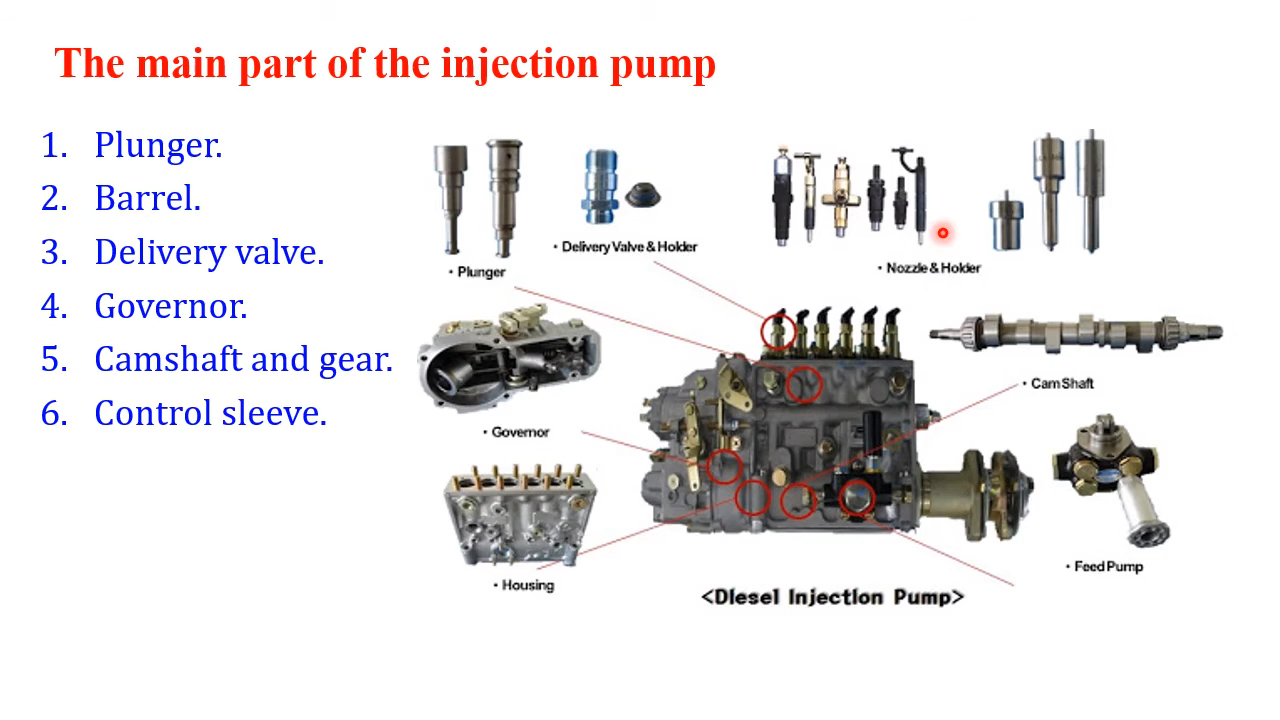 The main part of the injection pump
1. Plunger.
2. Barrel.
3. Delivery valve.
4. Governor.
5. Camshaft and gear.
6. Control sleeve.
• Plunger
• Delivery Valve & Holder
• Nozzle & Holder
• Governor
• Cam Shaft
• Housing
• Feed Pump
<Diesel Injection Pump>